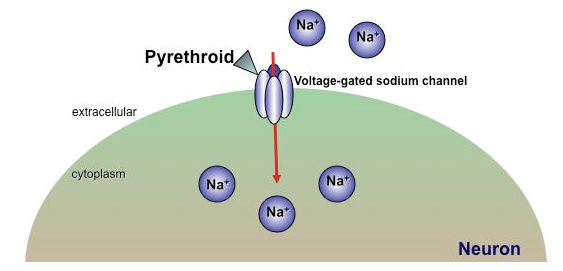 Na+
Na+
Pyrethroid
Voltage-gated sodium channel
extracellular
cytoplasm
Na+
Na+
Na+
Neuron